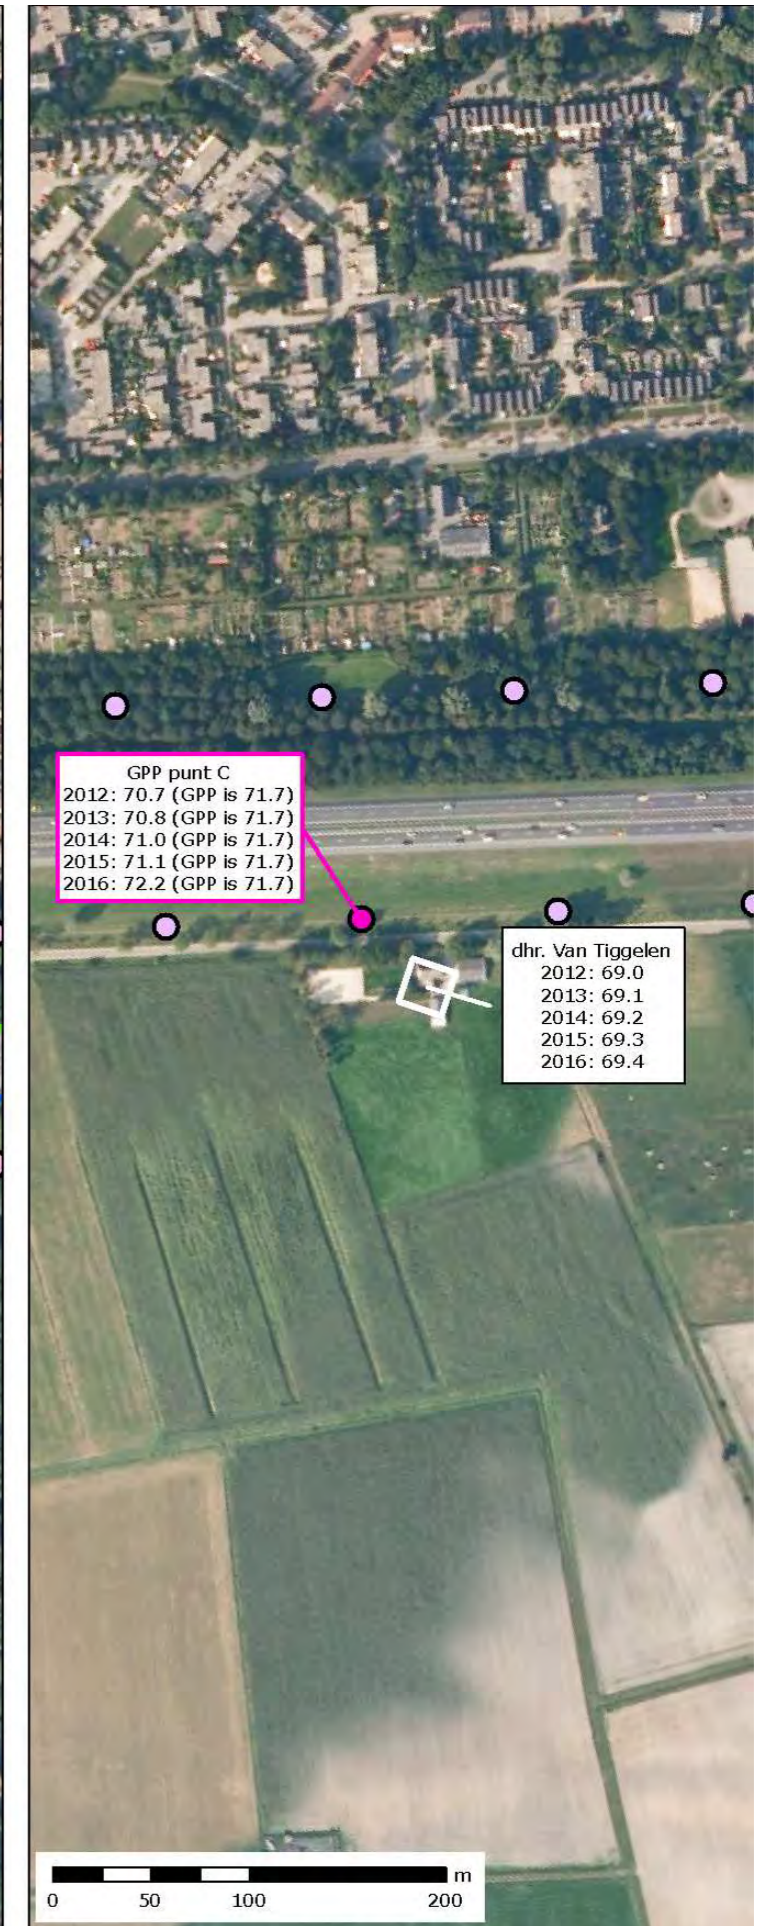 GPP punt C
2012: 70.7 (GPP is 71.7)
2013: 70.8 (GPP is 71.7)
2014: 71.0 (GPP is 71.7)
2015: 71.1 (GPP is 71.7)
2016: 72.2 (GPP is 71.7)
dhr. Van Tiggelen
2012: 69.0
2013: 69.1
2014: 69.2
2015: 69.3
2016: 69.4
m
0 50 100 200